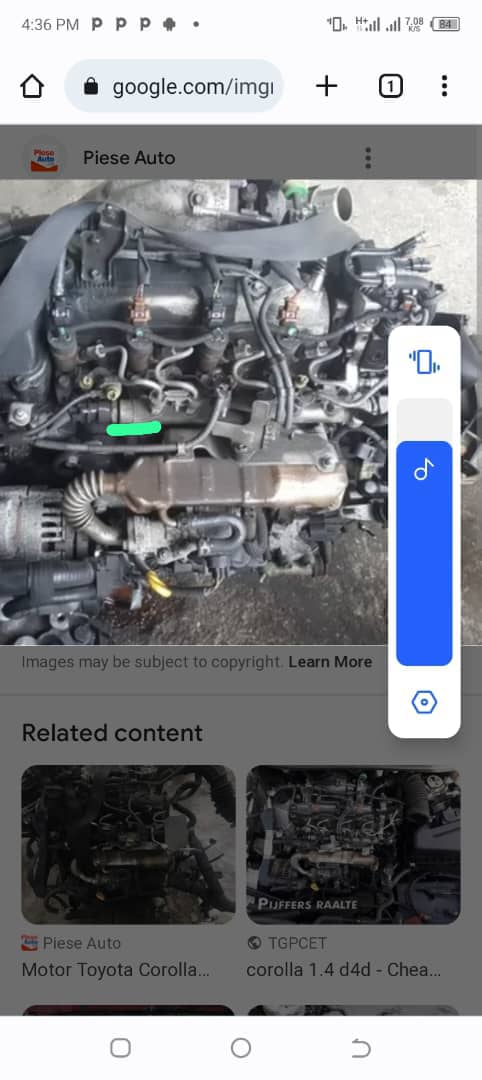 4:36 PM
H+
7.08
K/S
84
google.com/imgr
1
Piese
Auto
Piese Auto
Images may be subject to copyright. Learn More
Related content
PIJFFERS RAALTE
Piese Auto
TGPCET
Motor Toyota Corolla...
corolla 1.4 d4d - Chea...